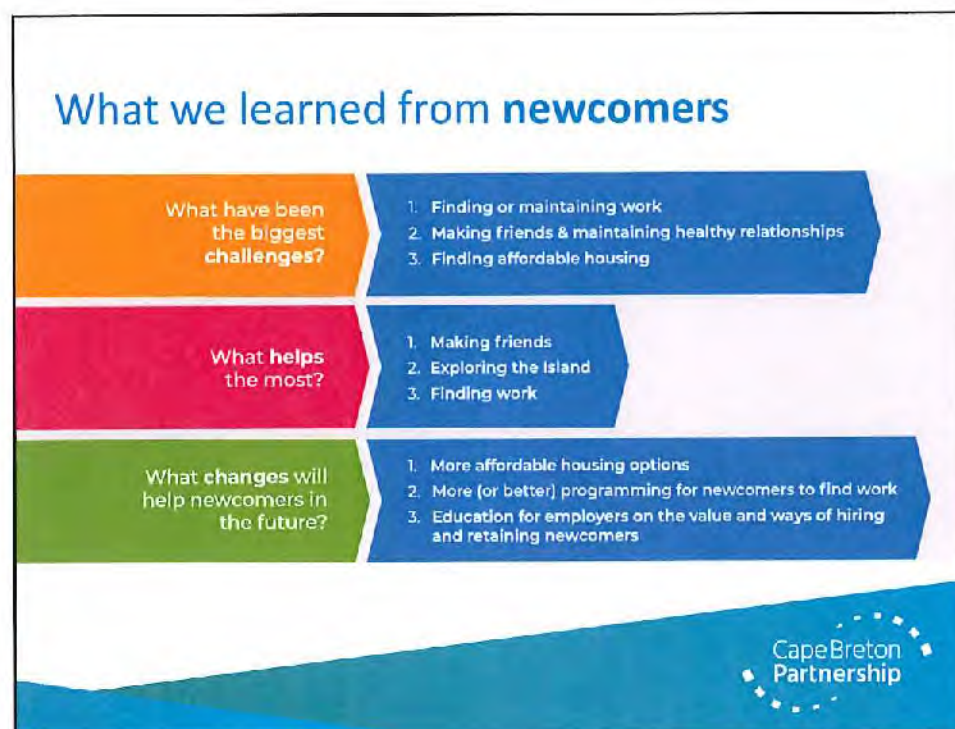 What we learned from newcomers
What have been
the biggest
challenges?
1. Finding or maintaining work
2. Making friends & maintaining healthy relationships
3. Finding affordable housing
What helps
the most?
1. Making friends
2. Exploring the Island
3. Finding work
What changes will
help newcomers in
the future?
1. More affordable housing options
2. More (or better) programming for newcomers to find work
3. Education for employers on the value and ways of hiring
and retaining newcomers
CapeBreton
Partnership